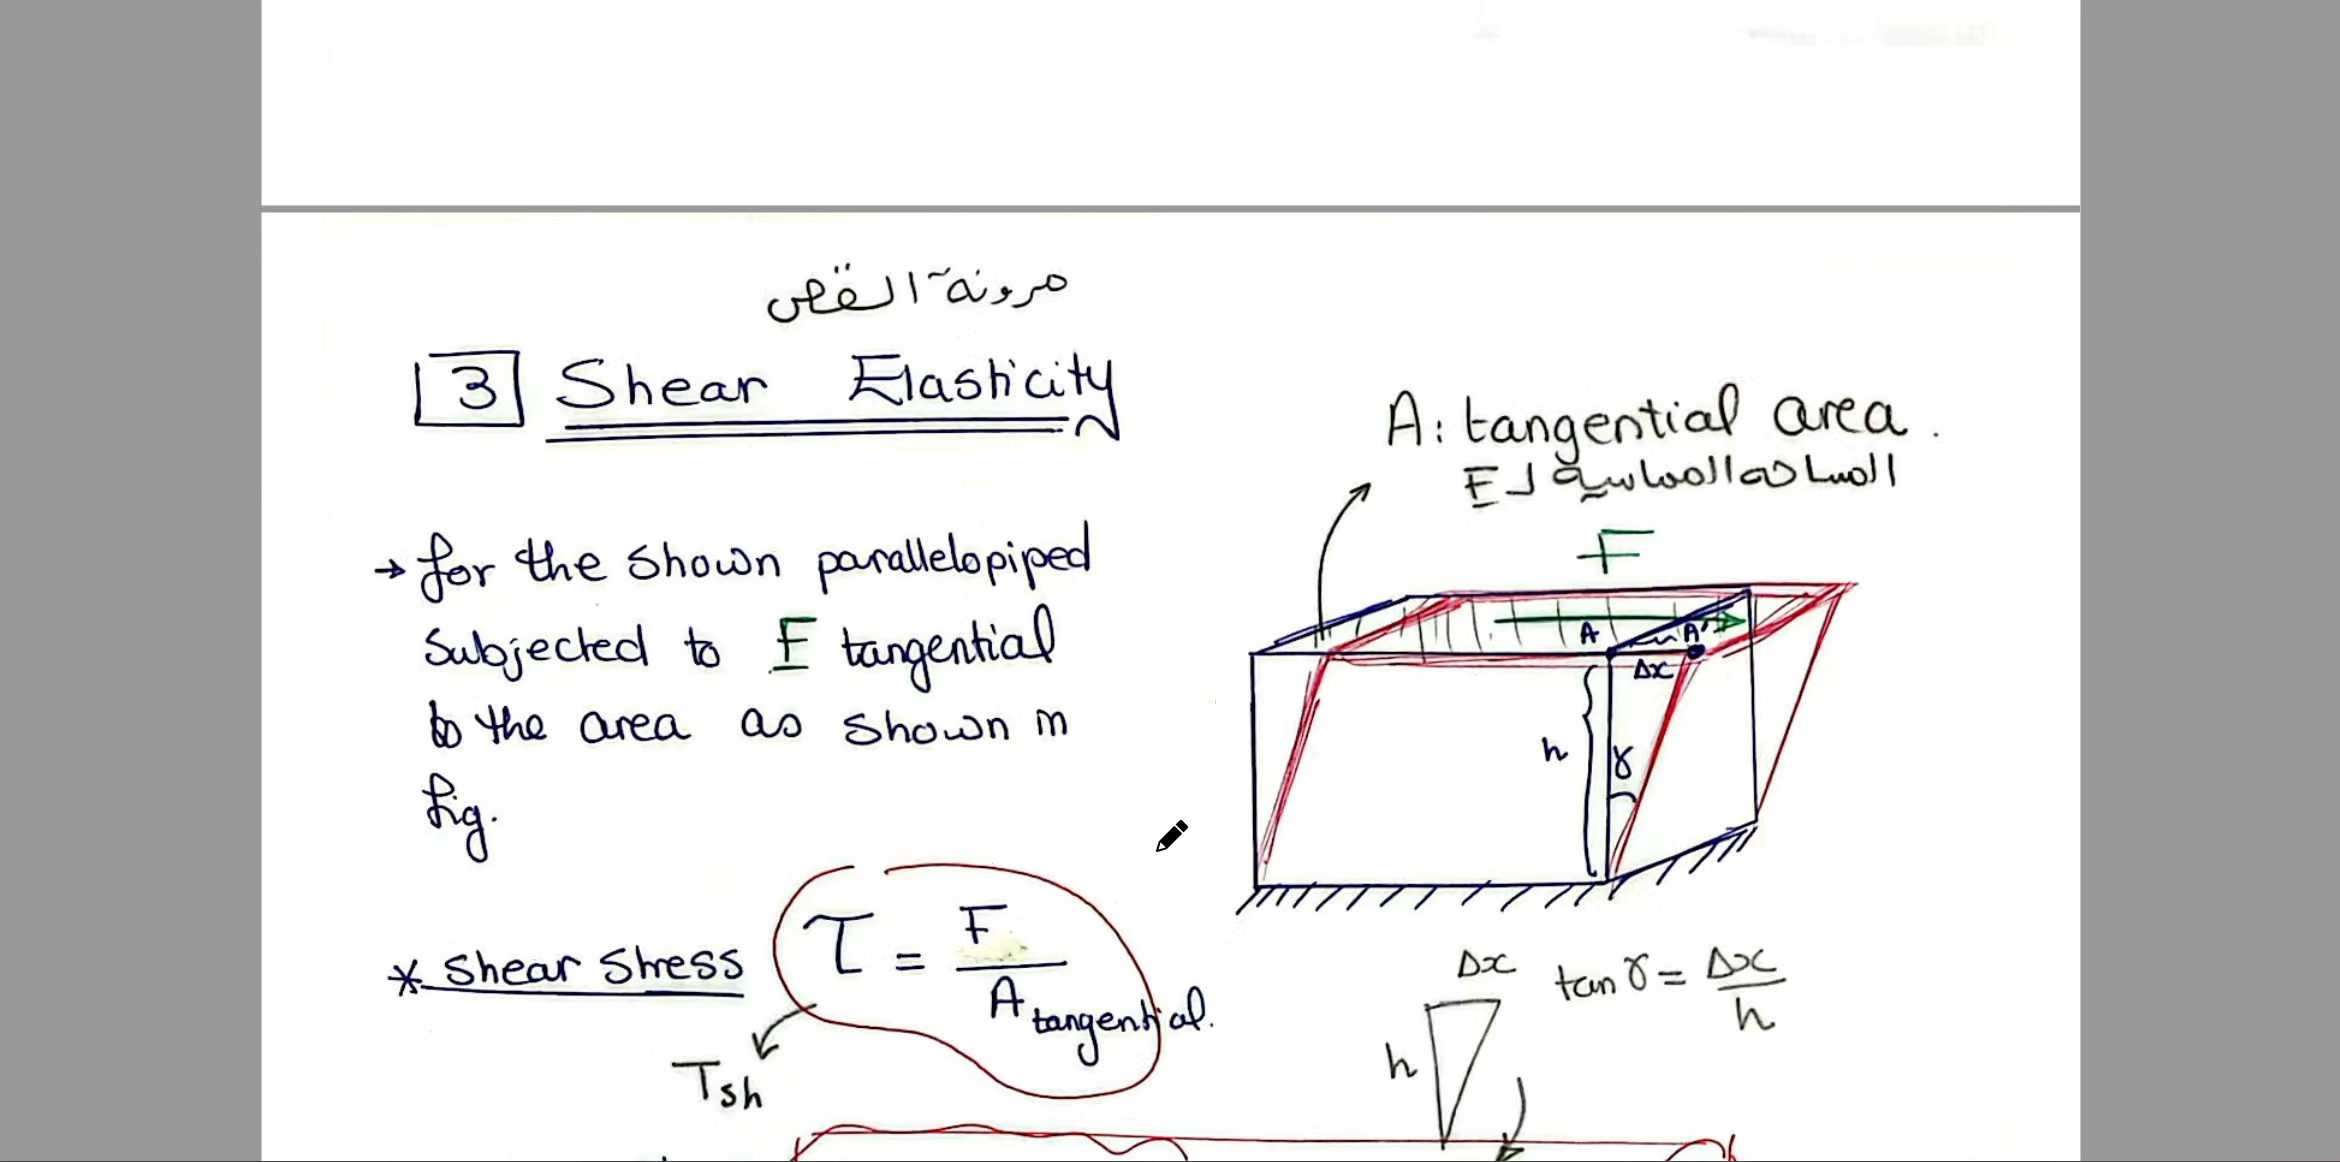 مرونة القص
3 Shear Elasticity
A: tangential area.
المساحة المماسية لـ F
→ for the shown parallelopiped
subjected to F tangential
to the area as shown in
fig.
F
A
A'
Δx
h
γ
* Shear Stress τ = F / A tangential.
Tsh
Δx
h
tan γ = Δx / h